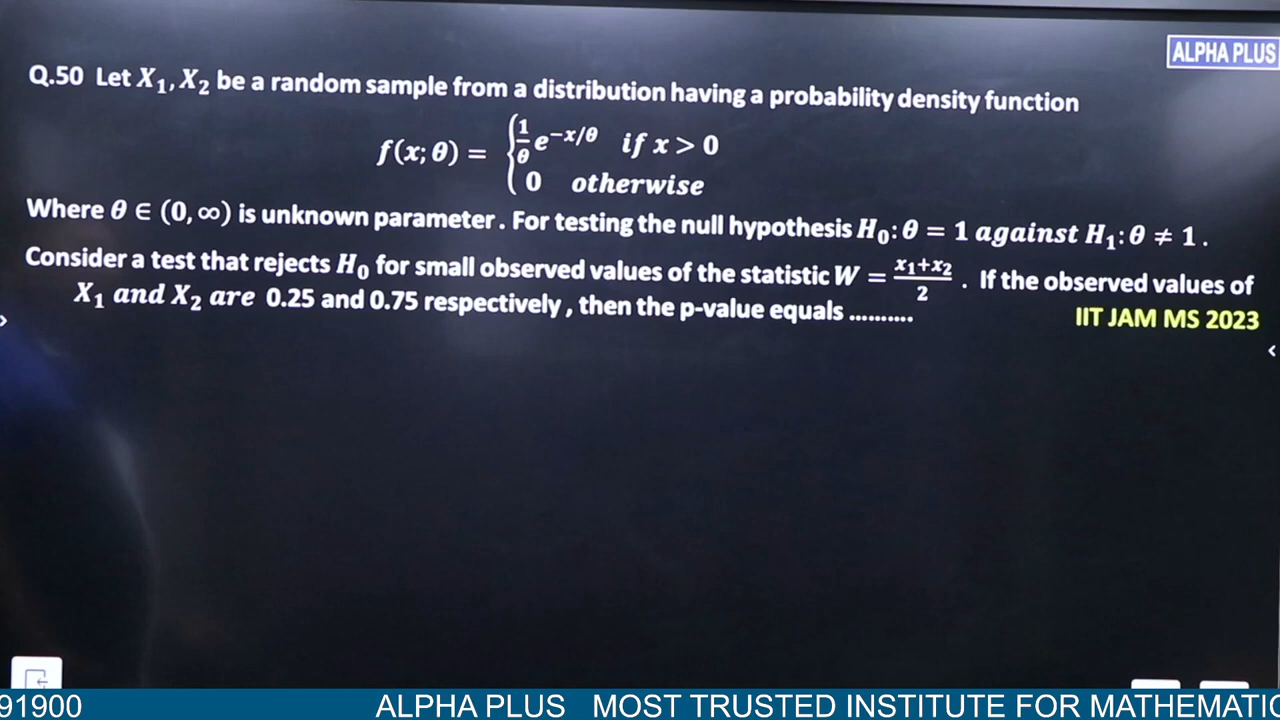 ALPHA PLUS
Q.50 Let X₁, X₂ be a random sample from a distribution having a probability density function
f(x; θ) = { 1/θ e^(−x/θ) if x > 0
0 otherwise
Where θ ∈ (0, ∞) is unknown parameter. For testing the null hypothesis H₀: θ = 1 against H₁: θ ≠ 1.
Consider a test that rejects H₀ for small observed values of the statistic W = (x₁+x₂)/2 . If the observed values of
X₁ and X₂ are 0.25 and 0.75 respectively, then the p-value equals ..........
IIT JAM MS 2023
91900 ALPHA PLUS MOST TRUSTED INSTITUTE FOR MATHEMATIC